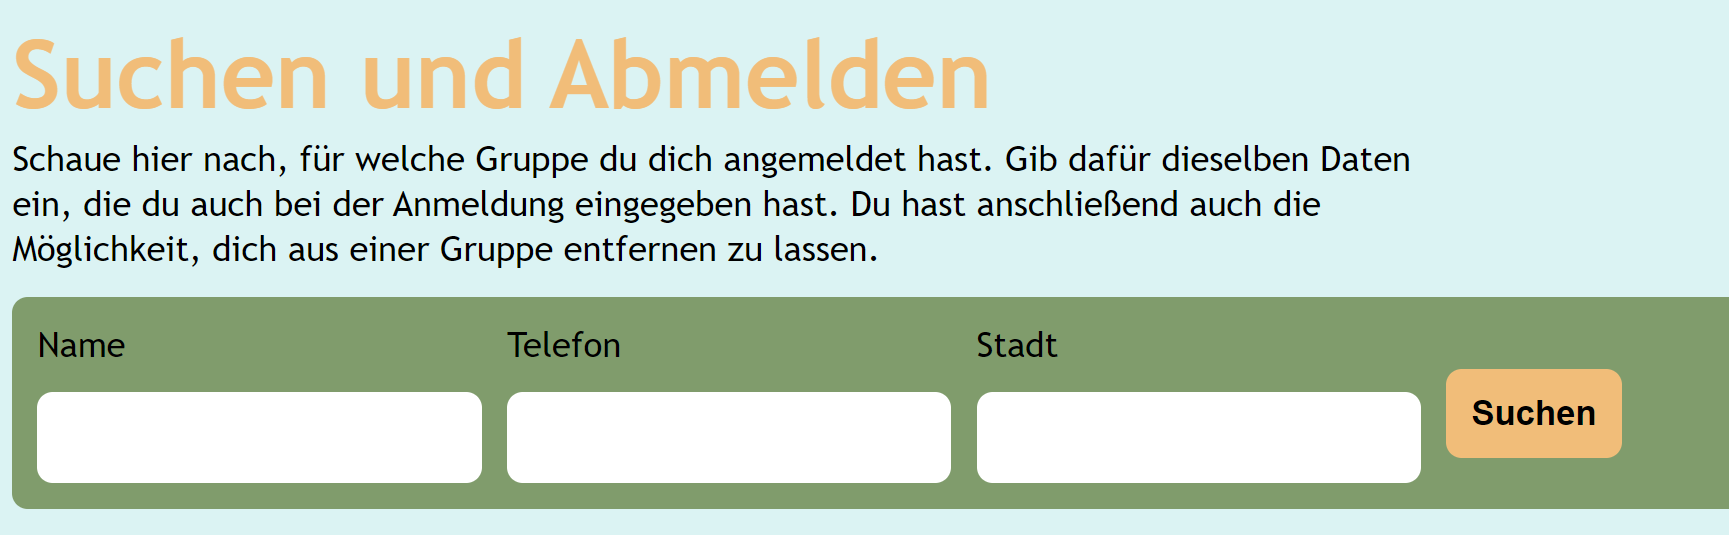 Suchen und Abmelden
Schaue hier nach, für welche Gruppe du dich angemeldet hast. Gib dafür dieselben Daten
ein, die du auch bei der Anmeldung eingegeben hast. Du hast anschließend auch die
Möglichkeit, dich aus einer Gruppe entfernen zu lassen.
Name
Telefon
Stadt
Suchen